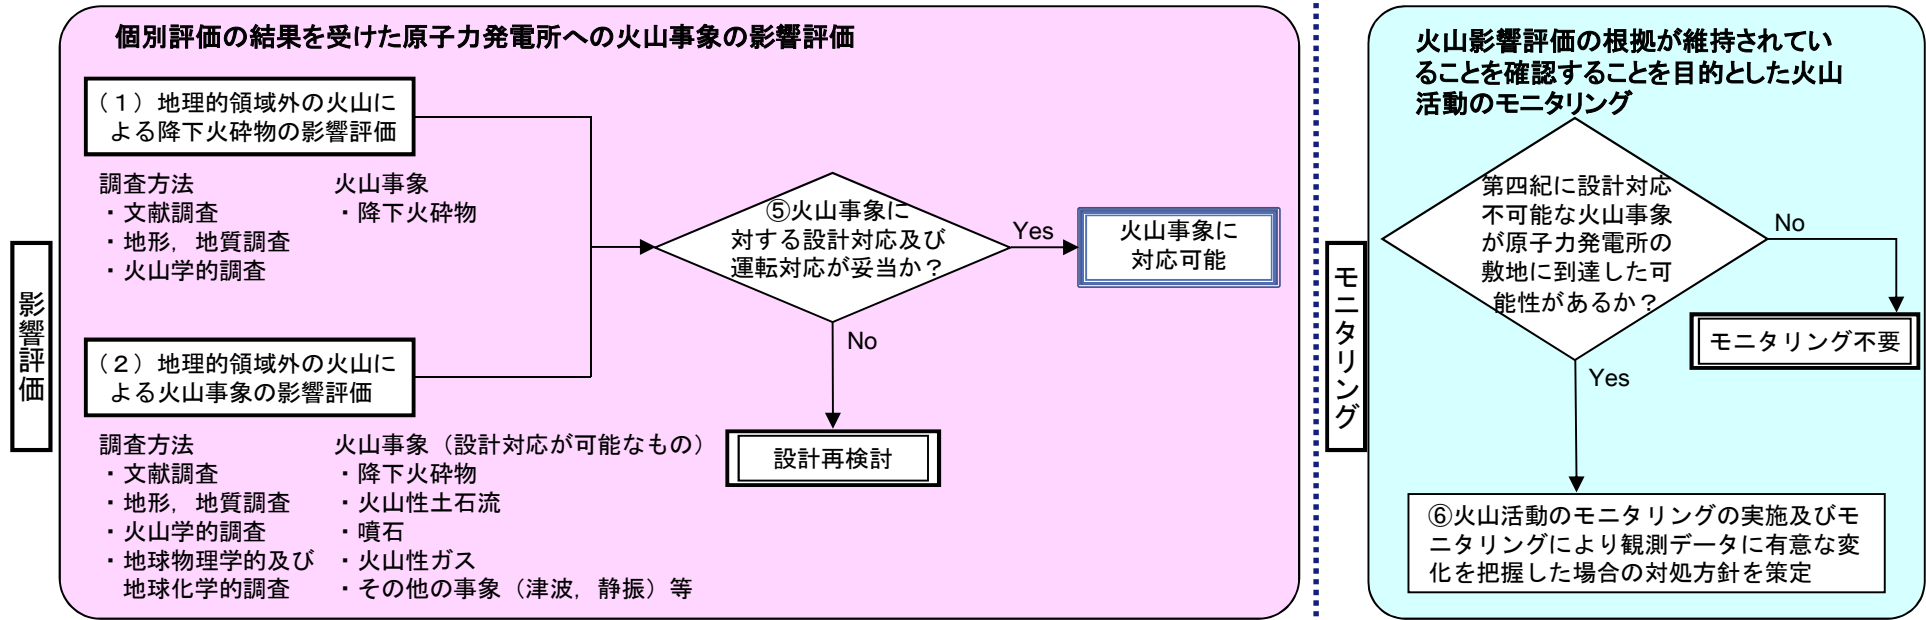 影響評価
個別評価の結果を受けた原子力発電所への火山事象の影響評価
（１）地理的領域外の火山に
よる降下火砕物の影響評価
調査方法
・文献調査
・地形，地質調査
・火山学的調査
火山事象
・降下火砕物
（２）地理的領域外の火山に
よる火山事象の影響評価
調査方法
・文献調査
・地形，地質調査
・火山学的調査
・地球物理学的及び
地球化学的調査
火山事象（設計対応が可能なもの）
・降下火砕物
・火山性土石流
・噴石
・火山性ガス
・その他の事象（津波，静振）等
⑤火山事象に
対する設計対応及び
運転対応が妥当か？
Yes
火山事象に
対応可能
No
設計再検討
モニタリング
火山影響評価の根拠が維持されてい
ることを確認することを目的とした火山
活動のモニタリング
第四紀に設計対応
不可能な火山事象
が原子力発電所の
敷地に到達した可
能性があるか？
No
モニタリング不要
Yes
⑥火山活動のモニタリングの実施及びモ
ニタリングにより観測データに有意な変
化を把握した場合の対処方針を策定